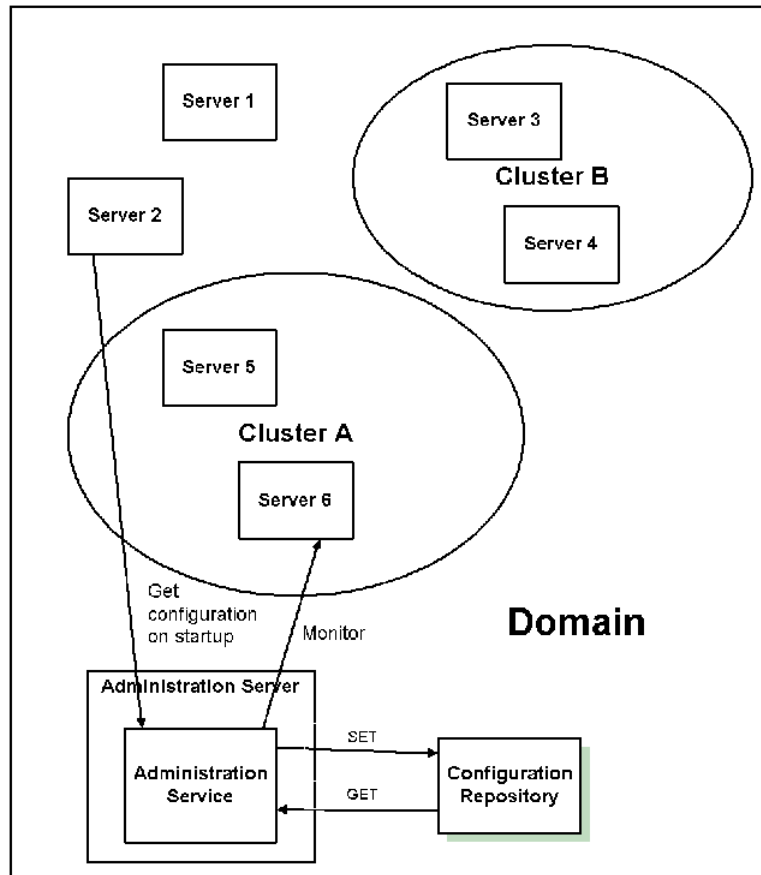 Server 1
Server 3
Cluster B
Server 2
Server 4
Server 5
Cluster A
Server 6
Get
configuration
on startup
Monitor
Domain
Administration Server
SET
Administration
Service
Configuration
Repository
GET